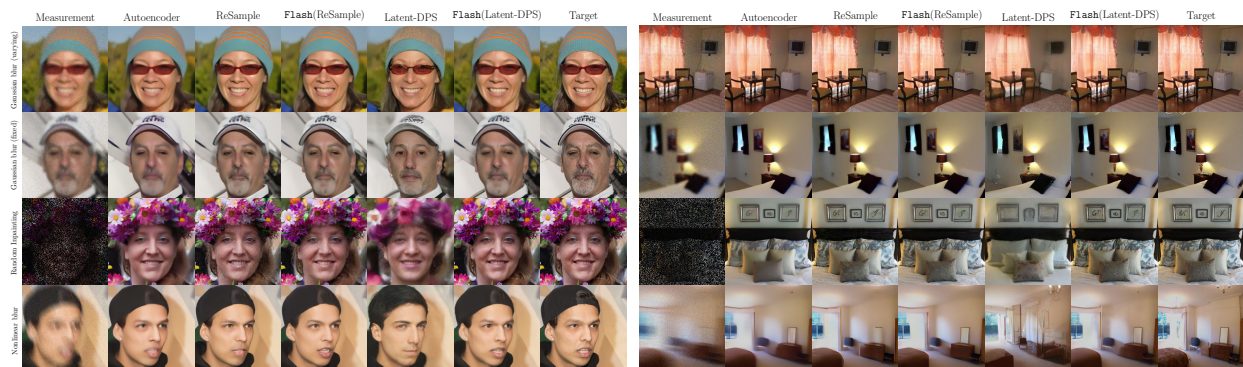 Measurement Autoencoder ReSample Flash(ReSample) Latent-DPS Flash(Latent-DPS) Target
Measurement Autoencoder ReSample Flash(ReSample) Latent-DPS Flash(Latent-DPS) Target
Gaussian blur (varying)
Gaussian blur (fixed)
Random Inpainting
Nonlinear blur